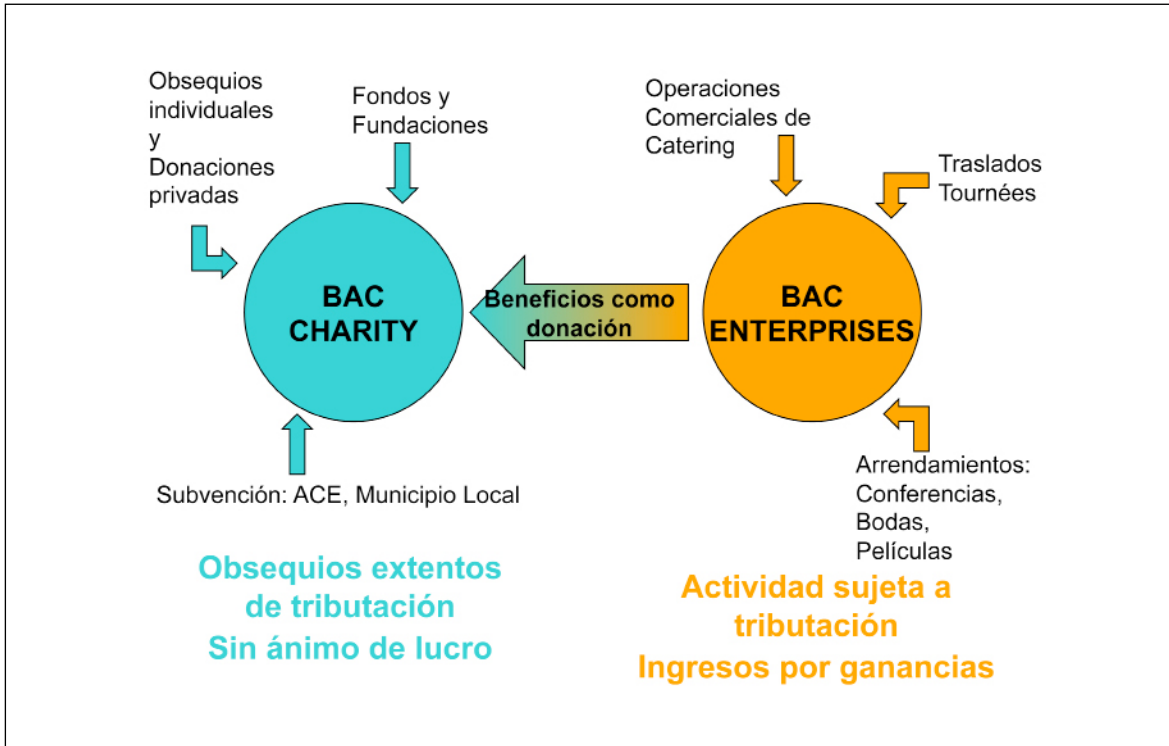 Obsequios
individuales
y
Donaciones
privadas
Fondos y
Fundaciones
Operaciones
Comerciales de
Catering
Traslados
Tournées
BAC
CHARITY
Beneficios como
donación
BAC
ENTERPRISES
Subvención: ACE, Municipio Local
Arrendamientos:
Conferencias,
Bodas,
Películas
Obsequios extentos
de tributación
Sin ánimo de lucro
Actividad sujeta a
tributación
Ingresos por ganancias